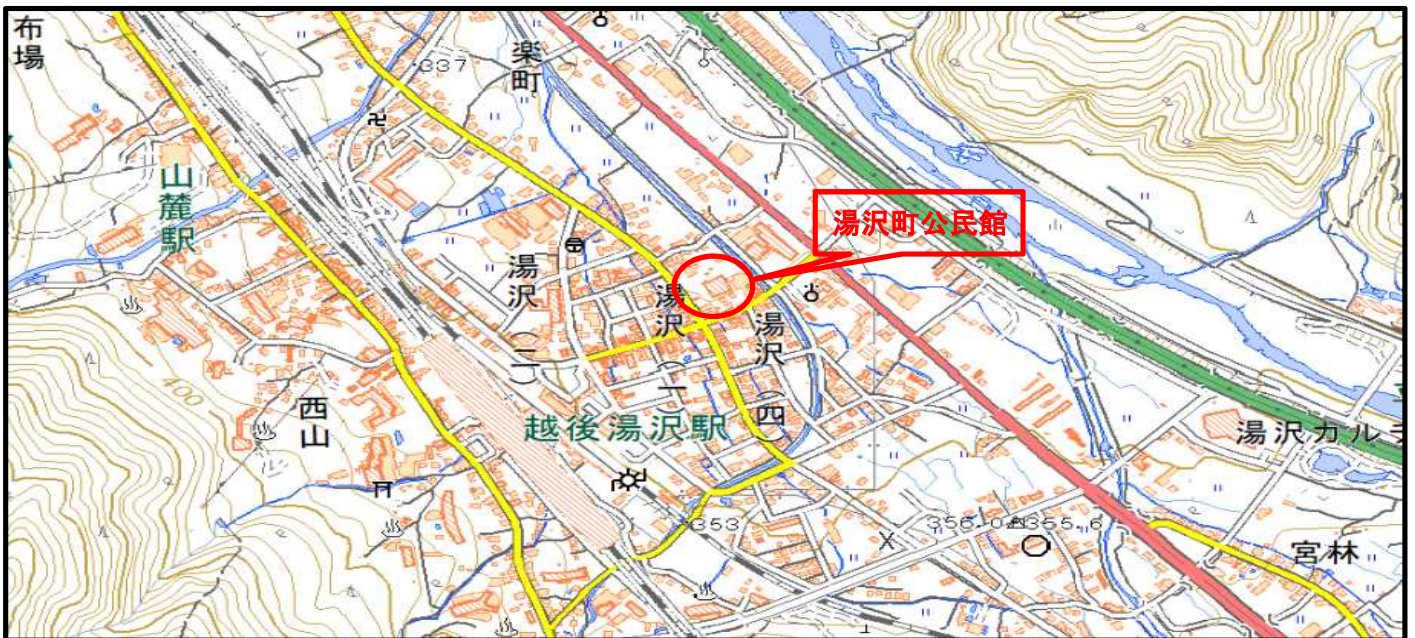 布場
楽町
337
山麓駅
湯沢町公民館
湯沢(二)
湯沢一
湯沢(四)
400
西山
越後湯沢駅
湯沢カルチ
353
355.6
宮林